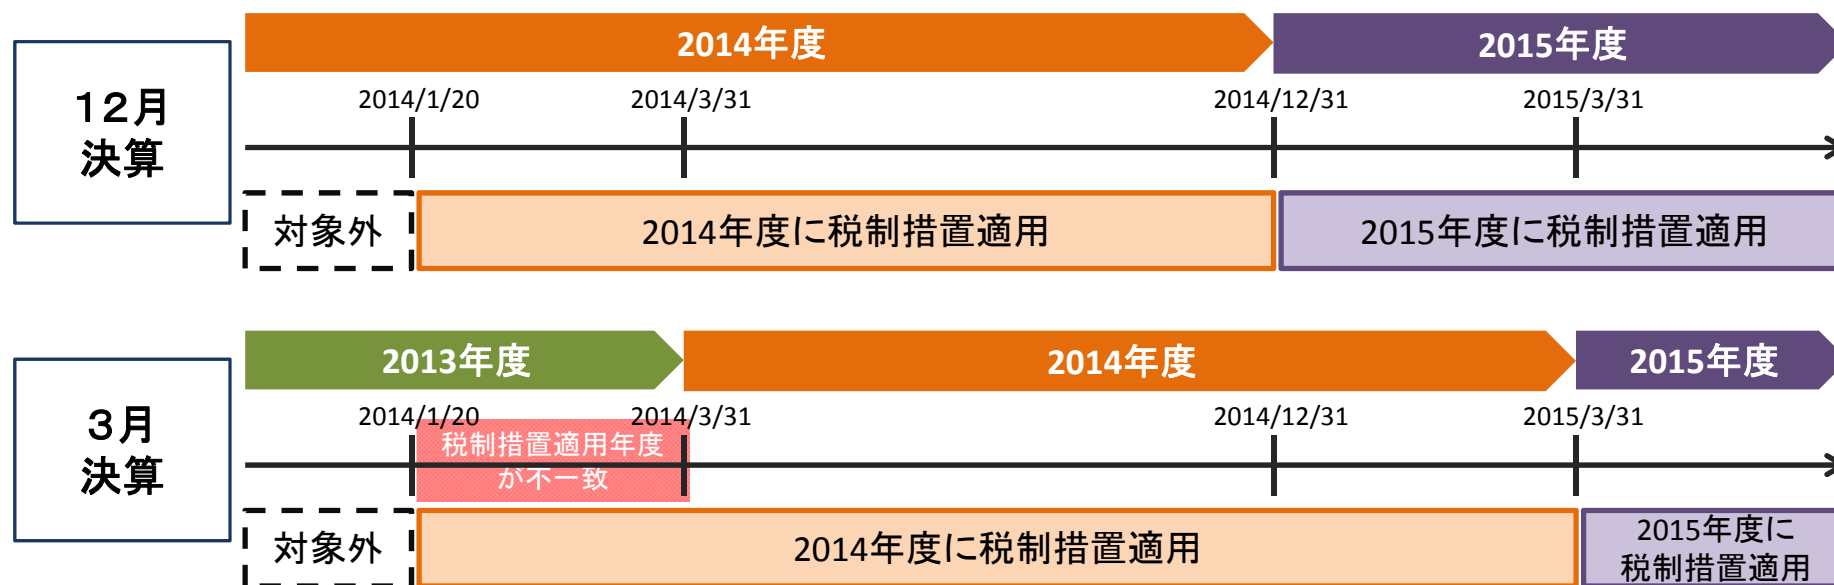 2014年度
2015年度
12月
決算
2014/1/20
2014/3/31
2014/12/31
2015/3/31
対象外
2014年度に税制措置適用
2015年度に税制措置適用
2013年度
2014年度
2015年度
3月
決算
2014/1/20
2014/3/31
2014/12/31
2015/3/31
税制措置適用年度
が不一致
対象外
2014年度に税制措置適用
2015年度に
税制措置適用